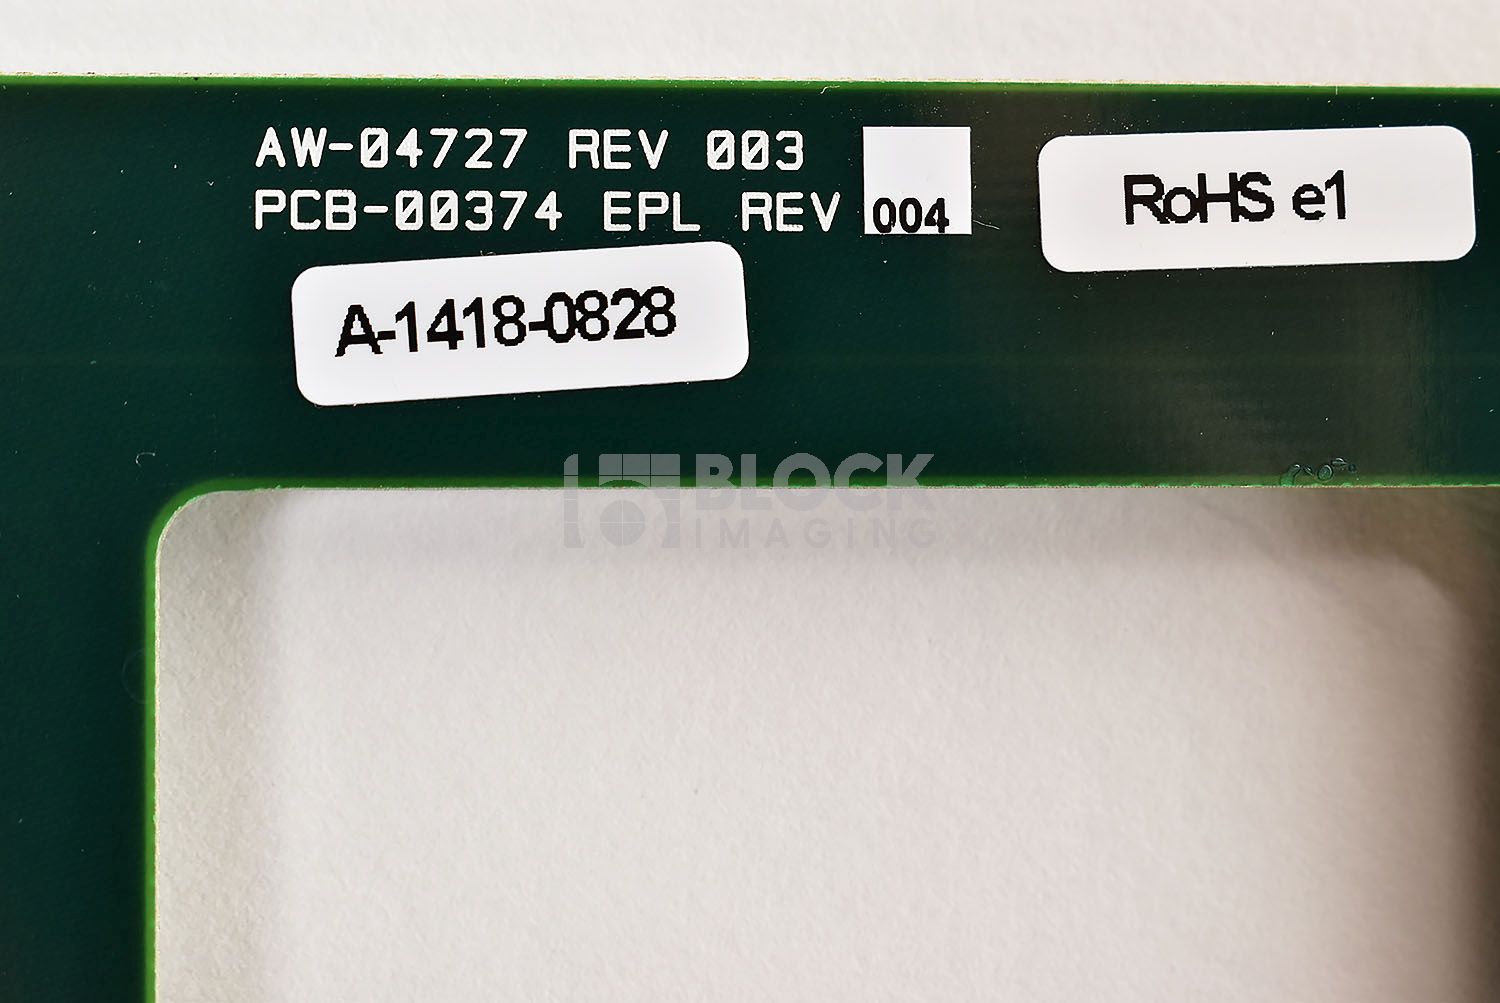 AW-04727 REV 003
PCB-00374 EPL REV 004
RoHS e1
A-1418-0828
BLOCK
IMAGING